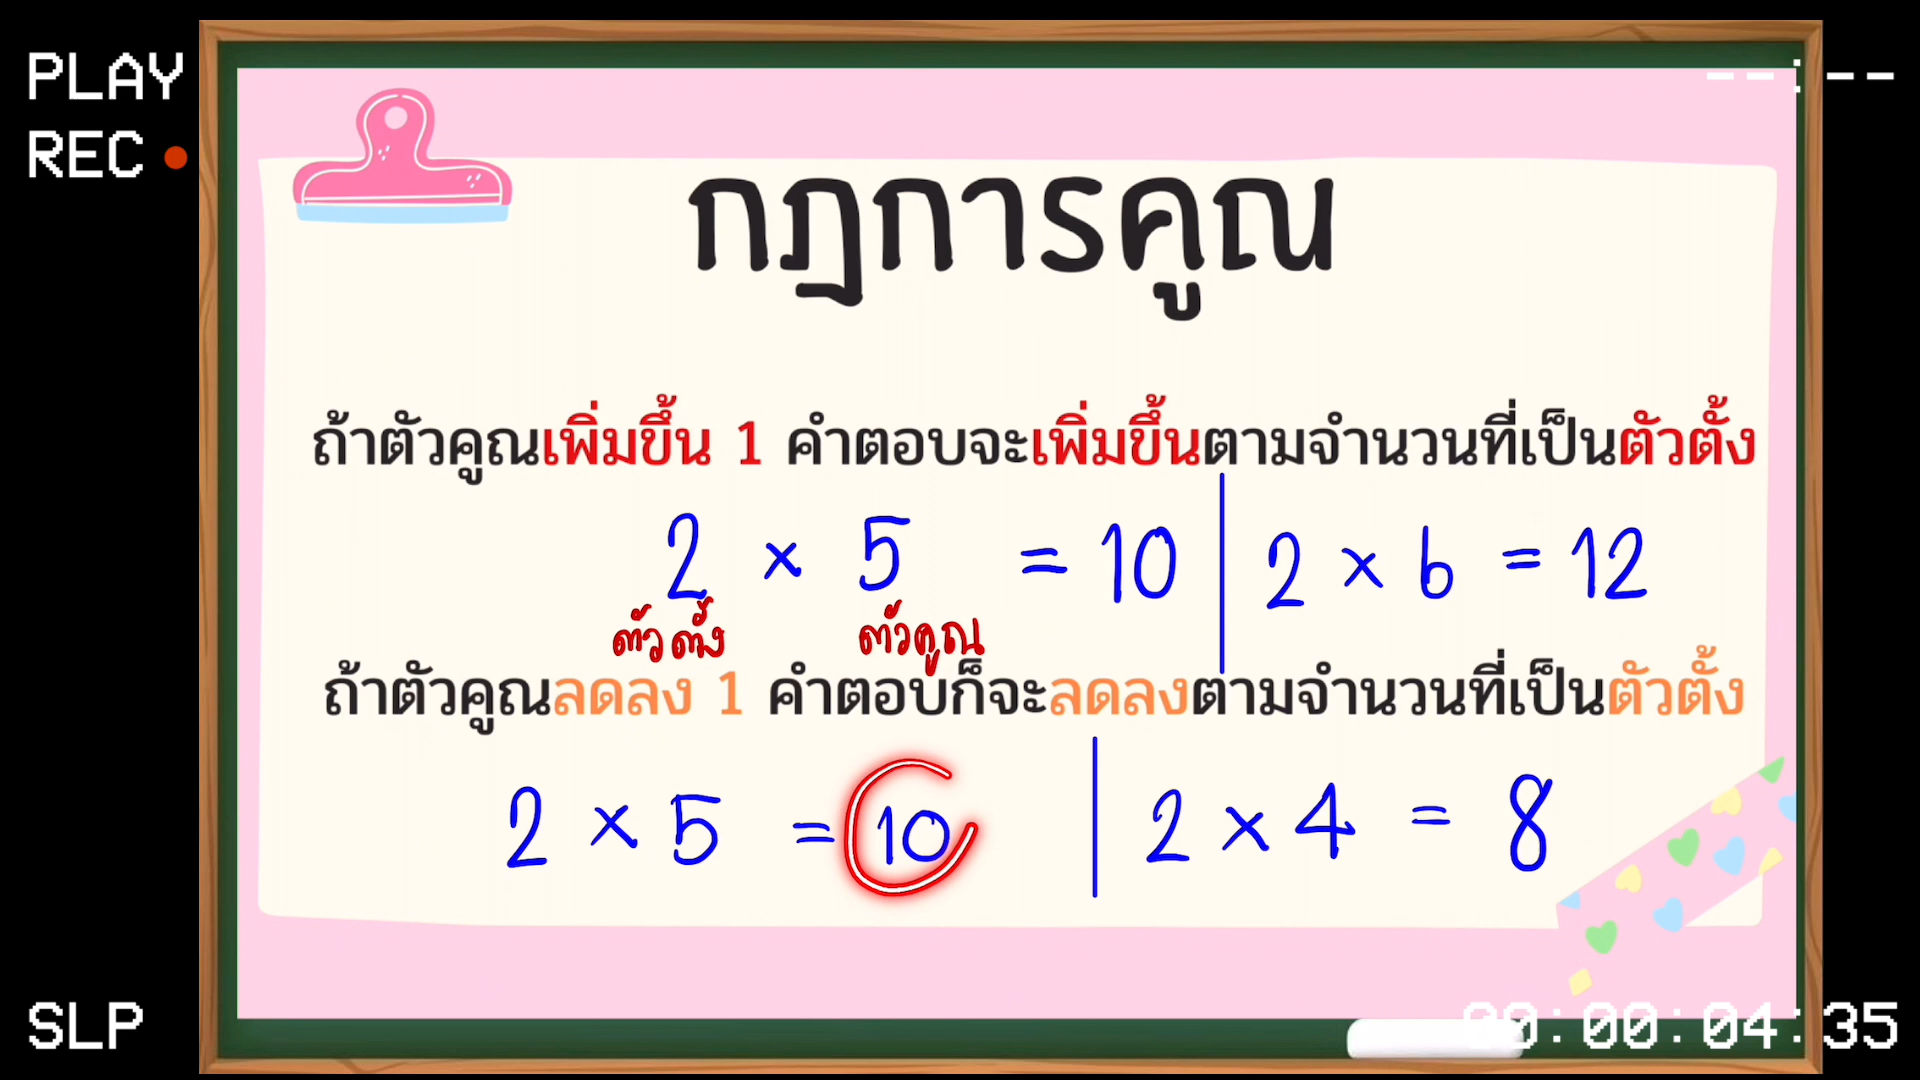 PLAY
--:--
REC
กฎการคูณ
ถ้าตัวคูณเพิ่มขึ้น 1 คำตอบจะเพิ่มขึ้นตามจำนวนที่เป็นตัวตั้ง
2 × 5 = 10 | 2 × 6 = 12
ตัวตั้ง ตัวคูณ
ถ้าตัวคูณลดลง 1 คำตอบก็จะลดลงตามจำนวนที่เป็นตัวตั้ง
2 × 5 = 10 | 2 × 4 = 8
SLP
00:00:04:35